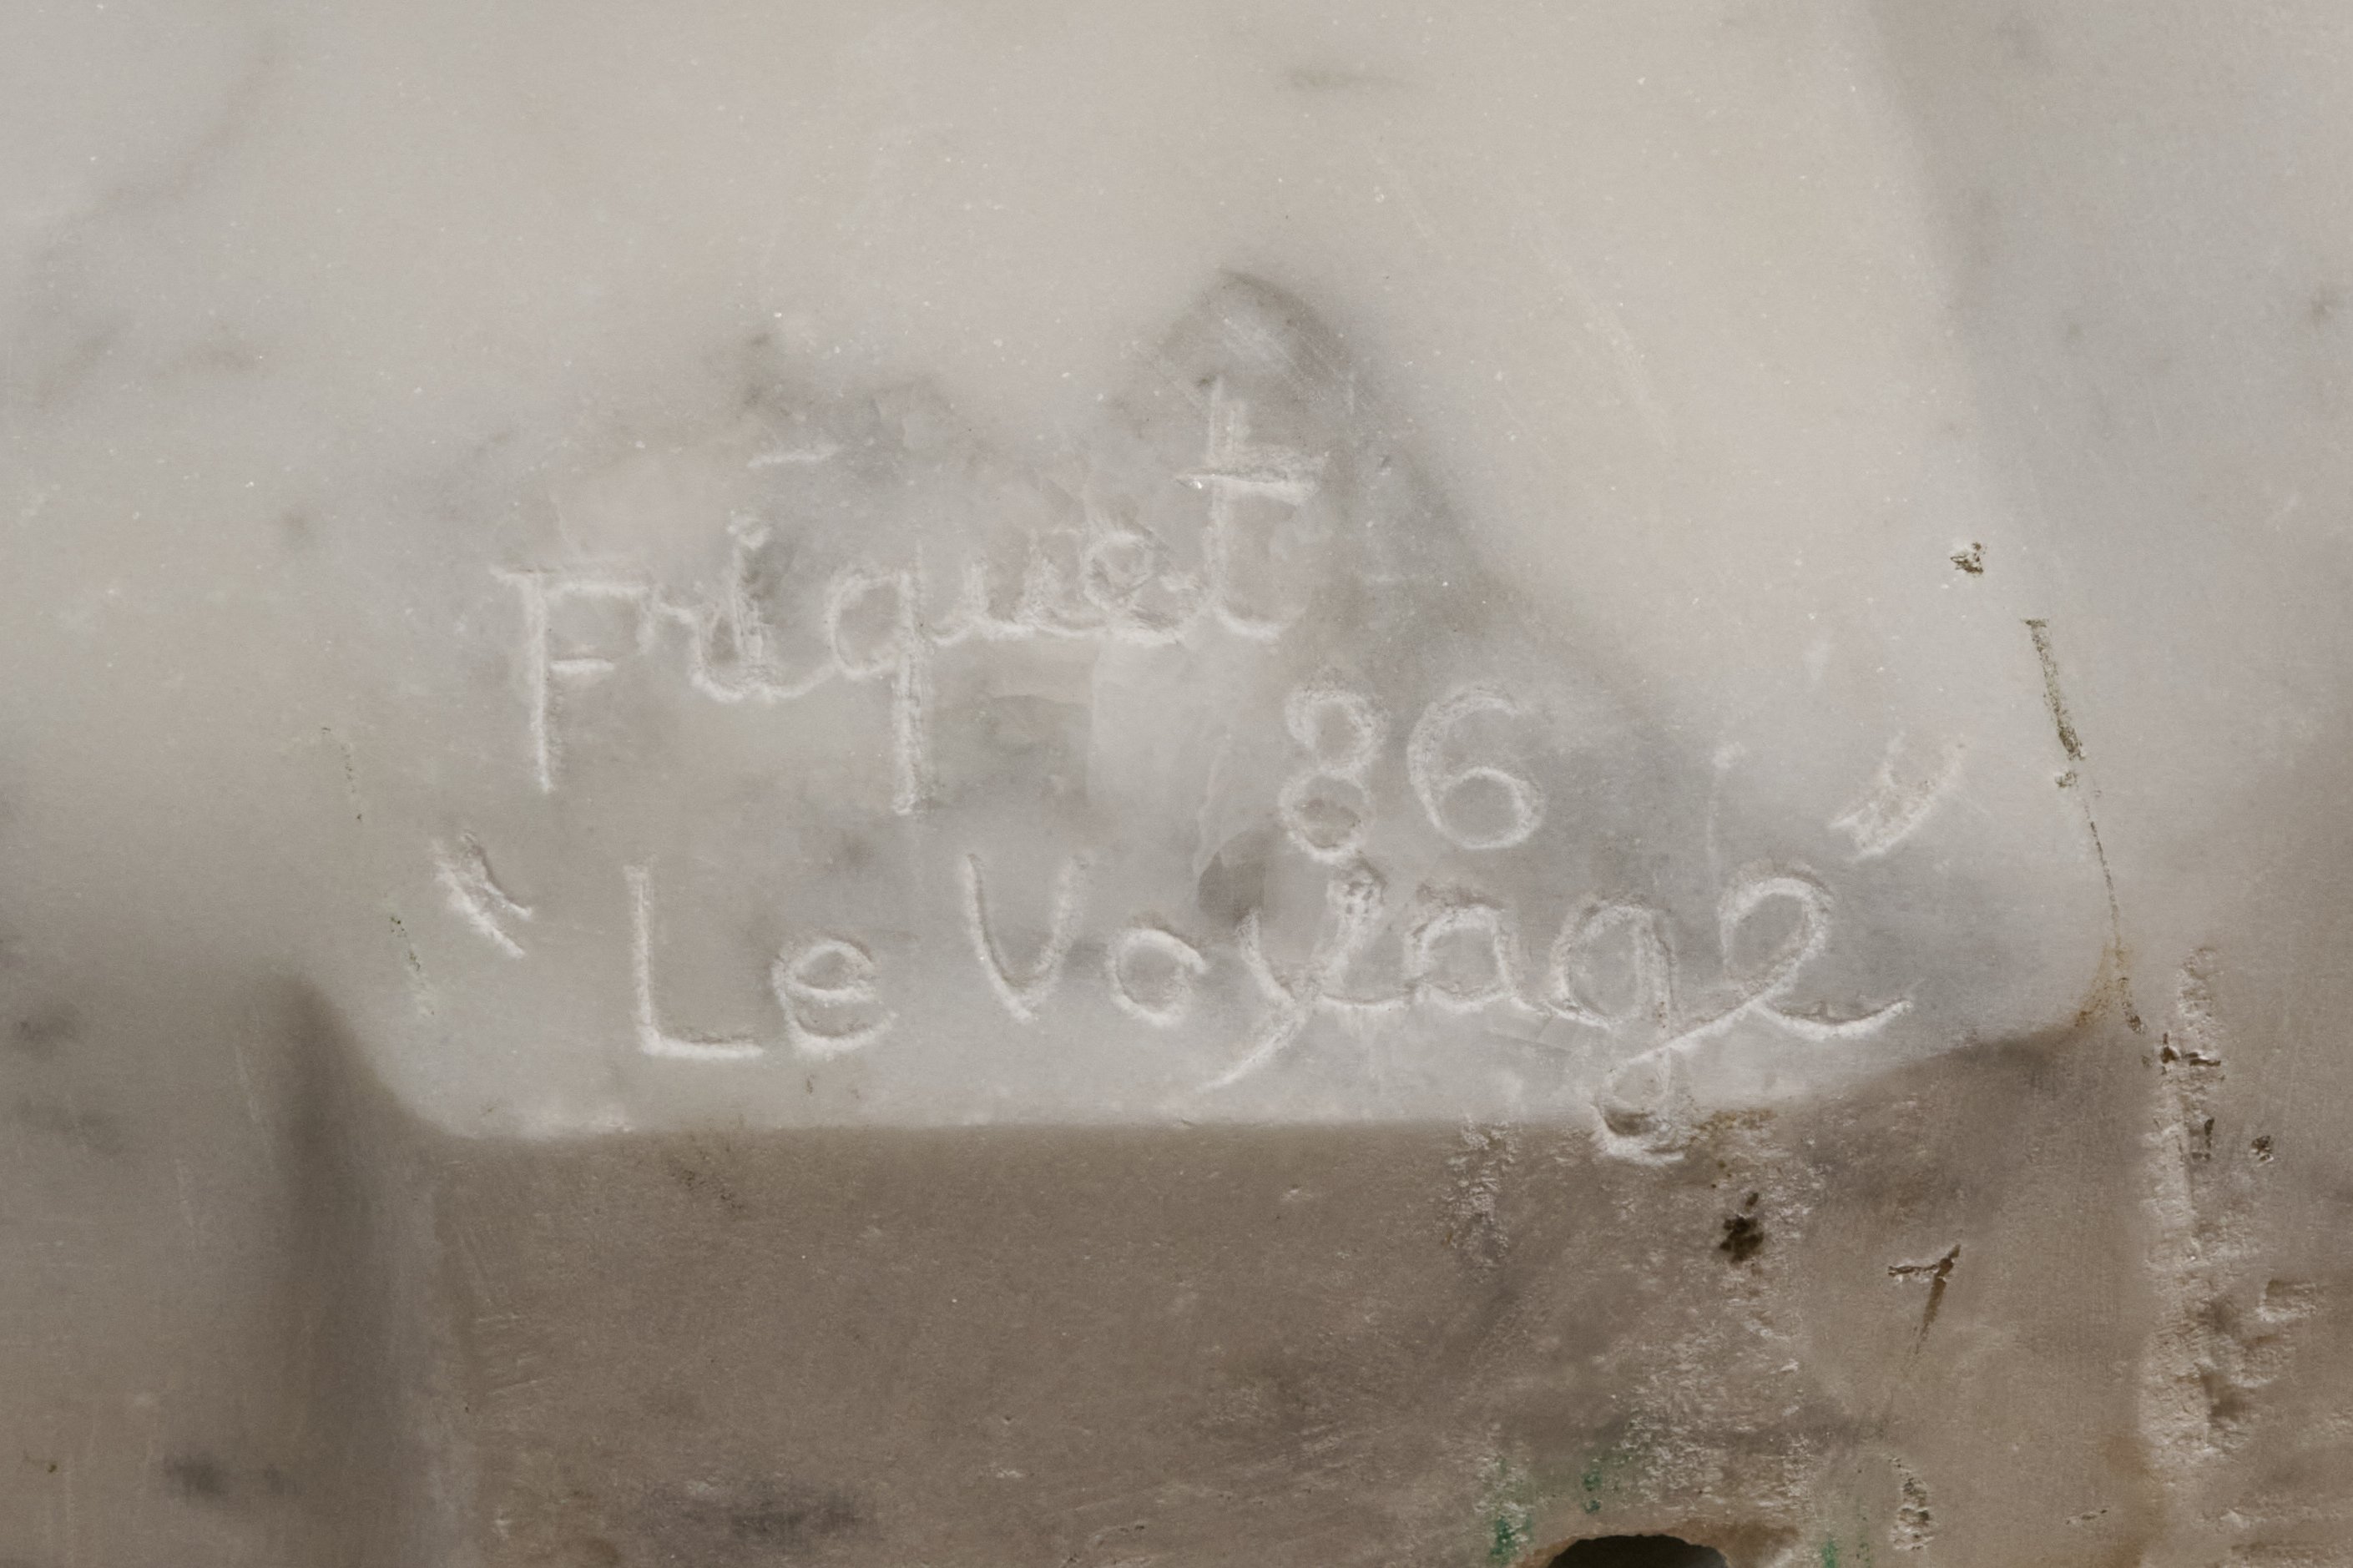 Friquet
86
“Le Voyage”